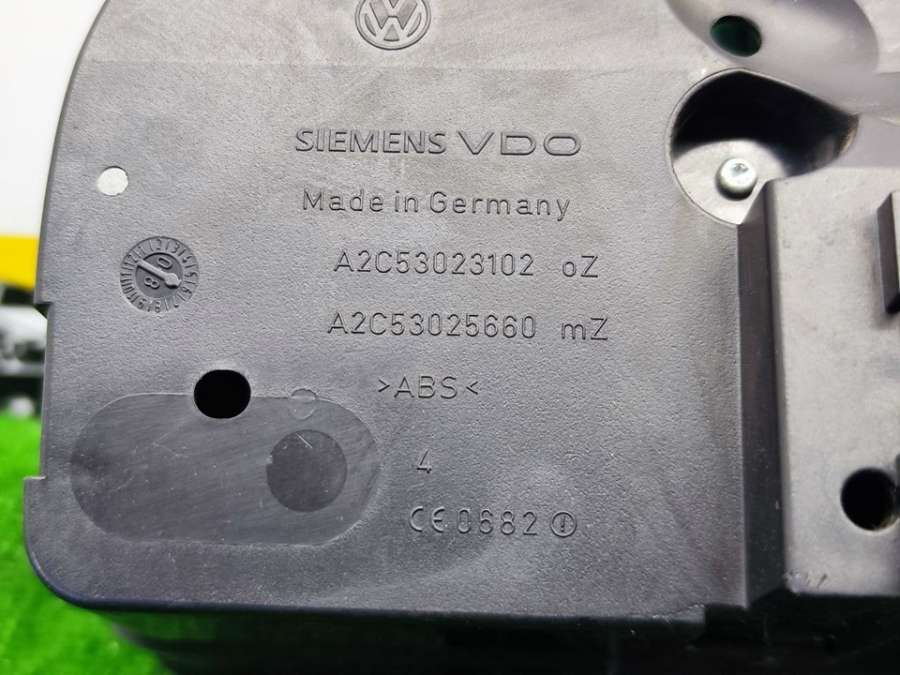 SIEMENS VDO
Made in Germany
A2C53023102 oZ
A2C53025660 mZ
>ABS<
4
CE 0682